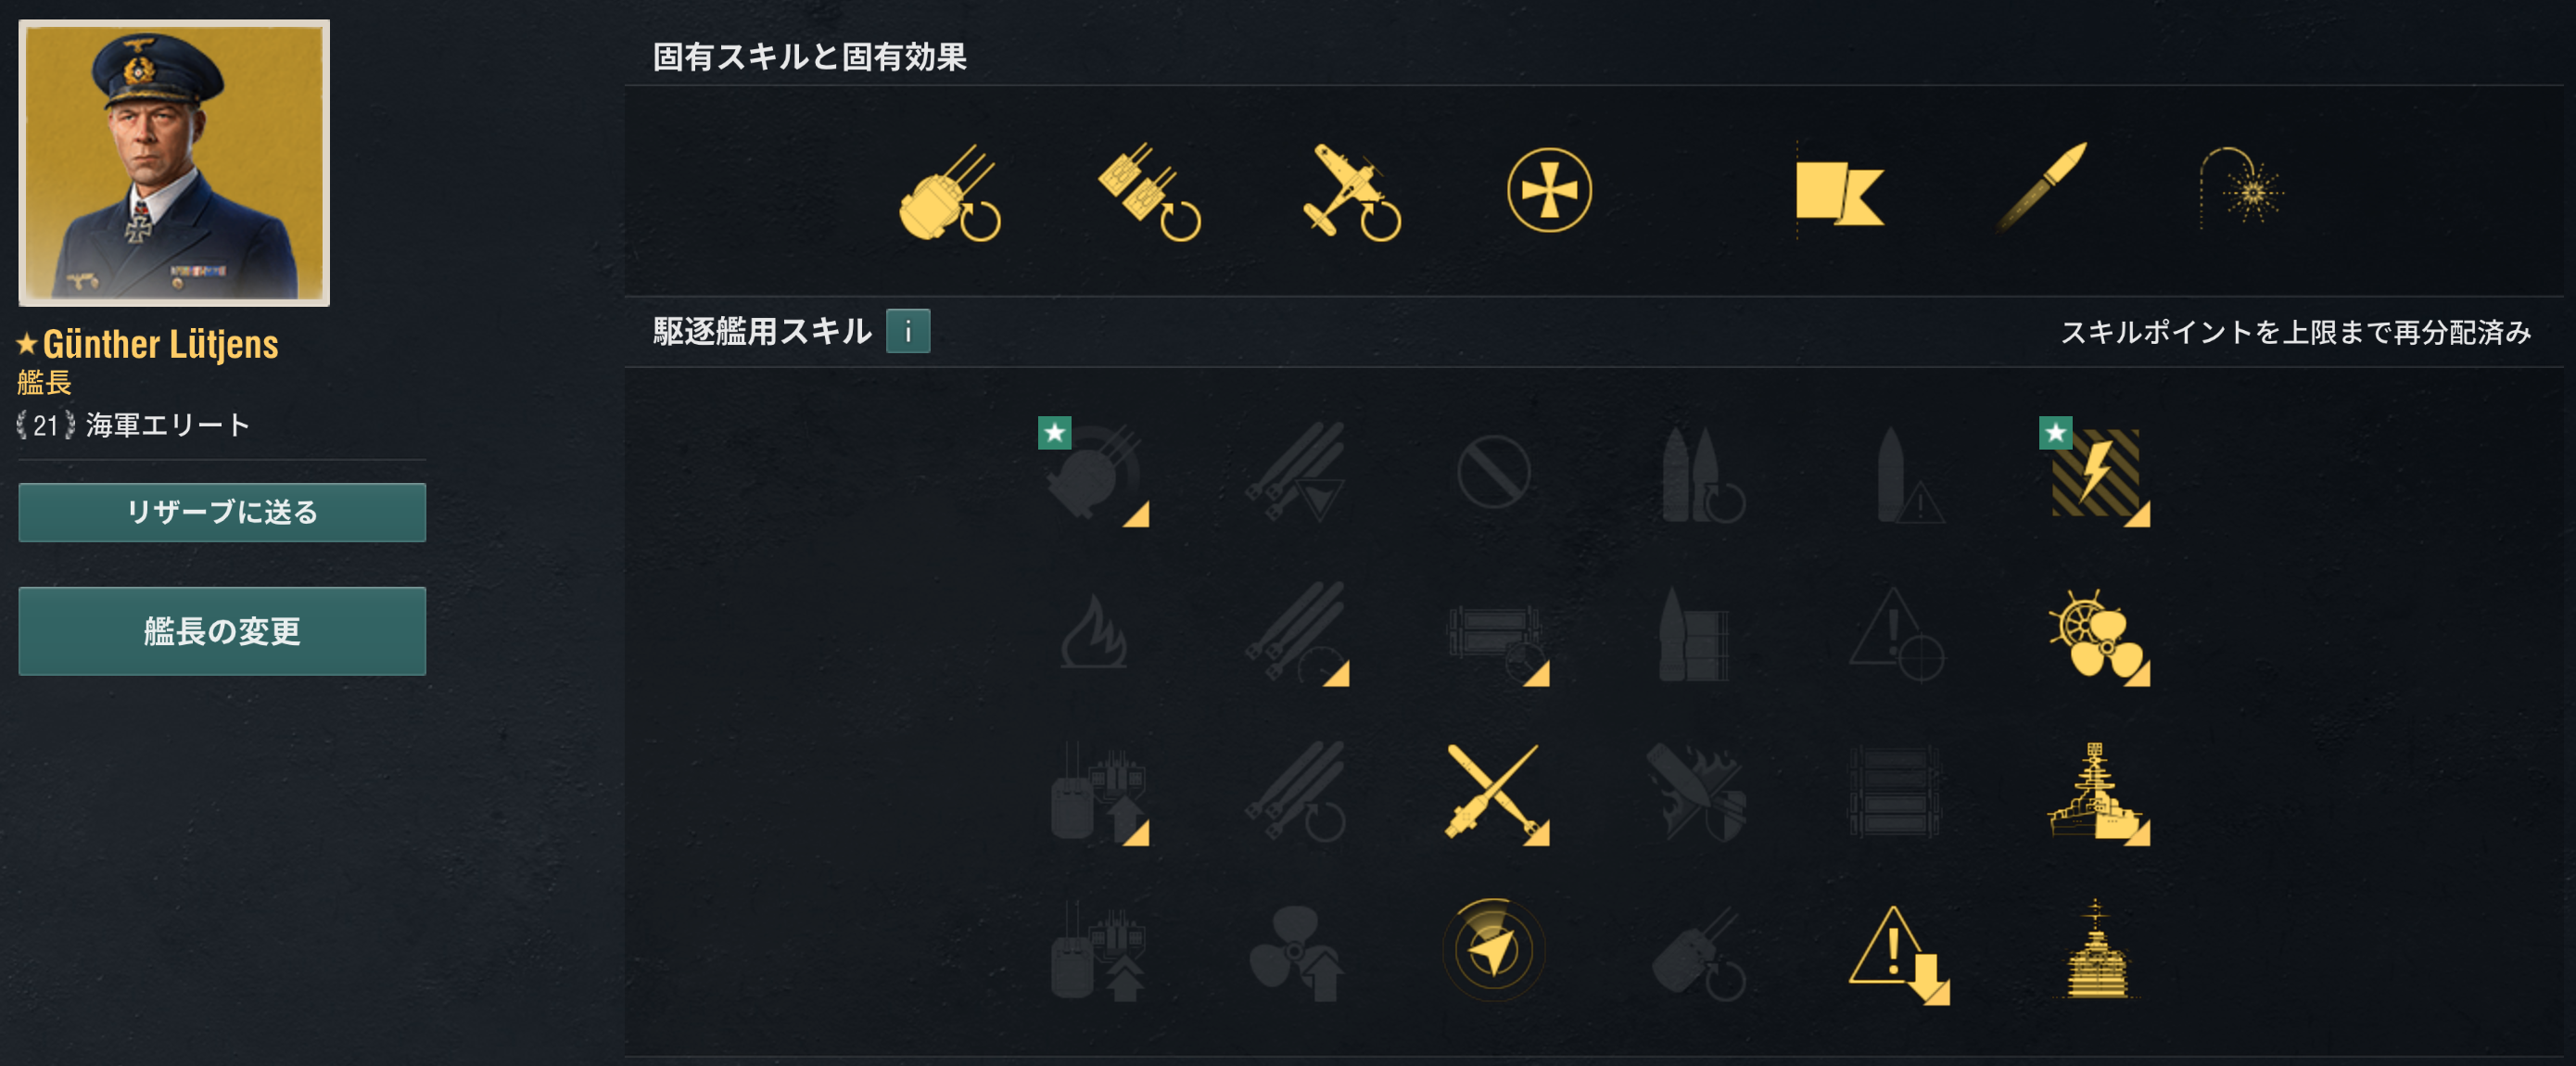 固有スキルと固有効果
Günther Lütjens
艦長
21 海軍エリート
リザーブに送る
艦長の変更
駆逐艦用スキル i
スキルポイントを上限まで再分配済み